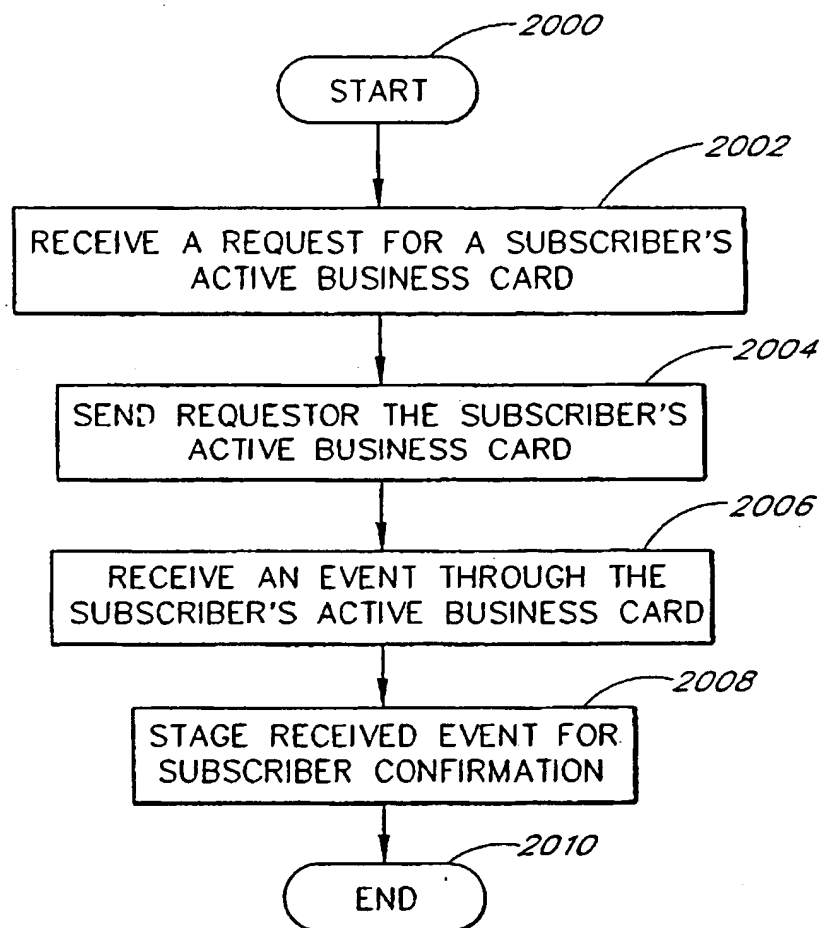 2000
START
2002
RECEIVE A REQUEST FOR A SUBSCRIBER'S
ACTIVE BUSINESS CARD
2004
SEND REQUESTOR THE SUBSCRIBER'S
ACTIVE BUSINESS CARD
2006
RECEIVE AN EVENT THROUGH THE
SUBSCRIBER'S ACTIVE BUSINESS CARD
2008
STAGE RECEIVED EVENT FOR
SUBSCRIBER CONFIRMATION
2010
END